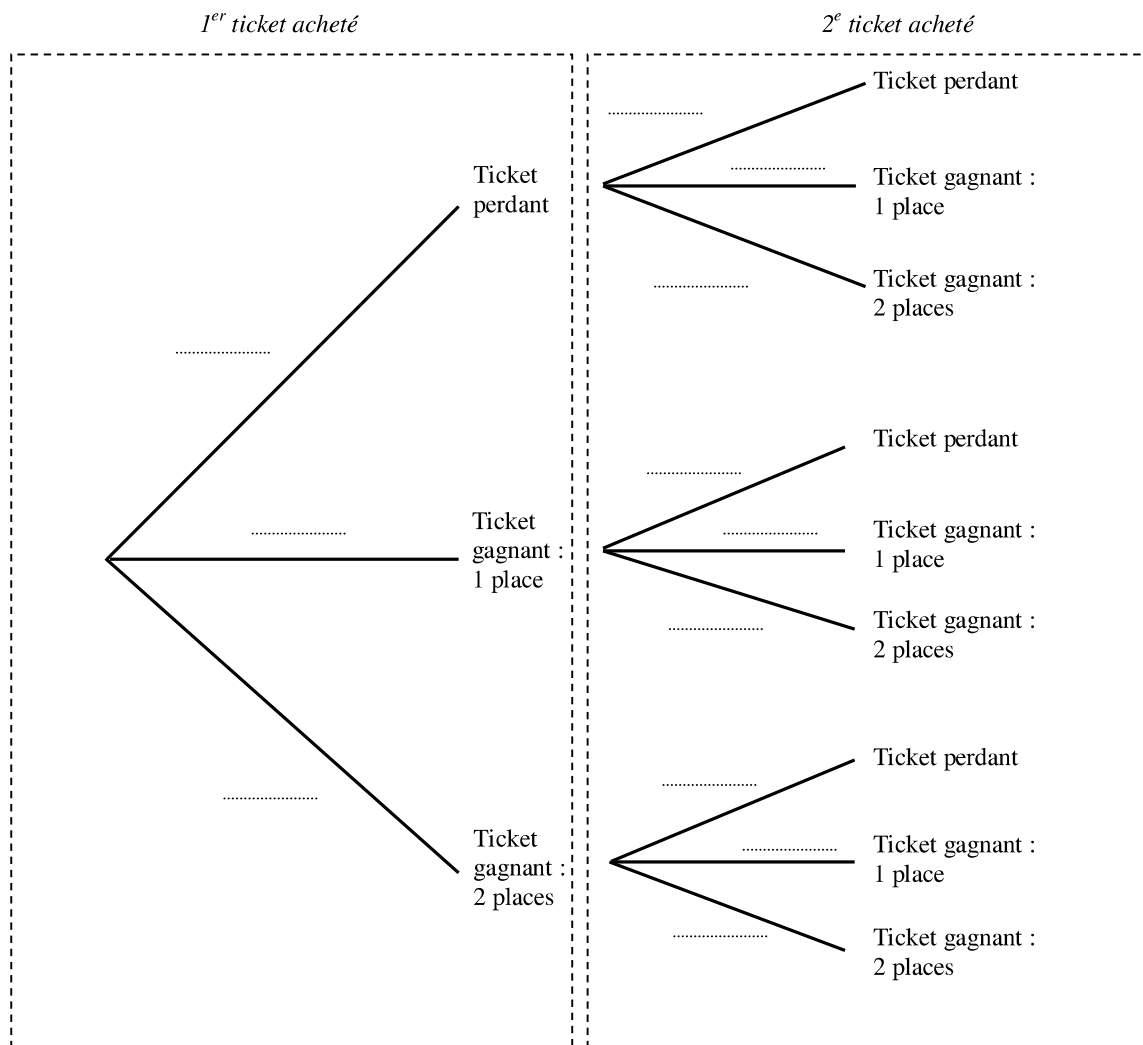 1er ticket acheté
2e ticket acheté
Ticket
perdant
Ticket perdant
Ticket gagnant :
1 place
Ticket gagnant :
2 places
Ticket
gagnant :
1 place
Ticket perdant
Ticket gagnant :
1 place
Ticket gagnant :
2 places
Ticket
gagnant :
2 places
Ticket perdant
Ticket gagnant :
1 place
Ticket gagnant :
2 places